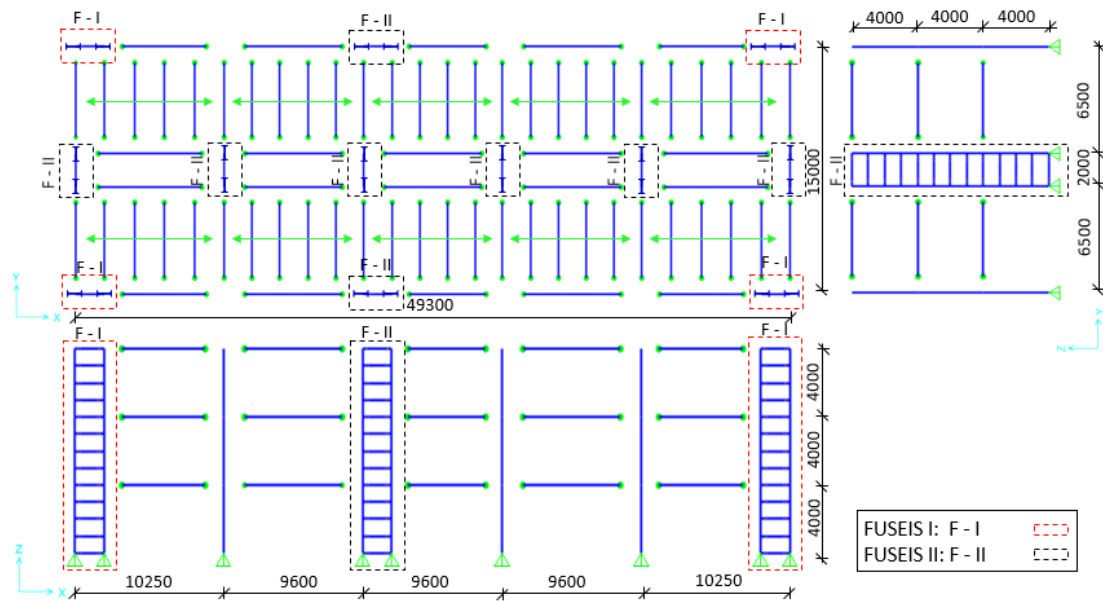 F - I
F - II
F - I
4000
4000
4000
F - II
F - II
F - II
F - II
F - II
F - II
15000
F - II
6500
2000
6500
F - I
F - II
F - I
49300
Y
X
Y
Z
F - I
F - II
F - I
4000
4000
4000
Z
X
10250
9600
9600
9600
10250
FUSEIS I: F - I
FUSEIS II: F - II